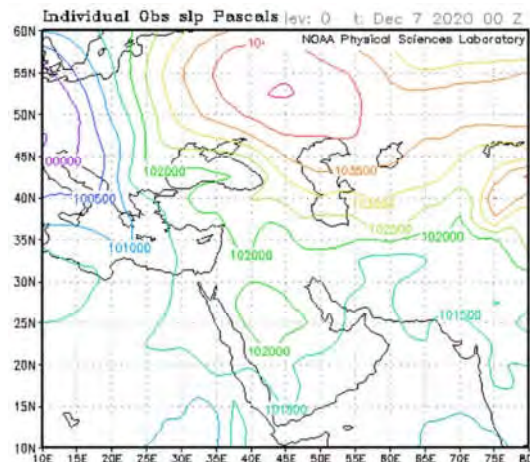 Individual Obs slp Pascals lev: 0 t: Dec 7 2020 00 Z
NOAA Physical Sciences Laboratory
60N
55N
50N
45N
40N
35N
30N
25N
20N
15N
10N
10E 15E 20E 25E 30E 35E 40E 45E 50E 55E 60E 65E 70E 75E 80E
102000
103500
100500
101000
102000
102000
101500
102000
101500